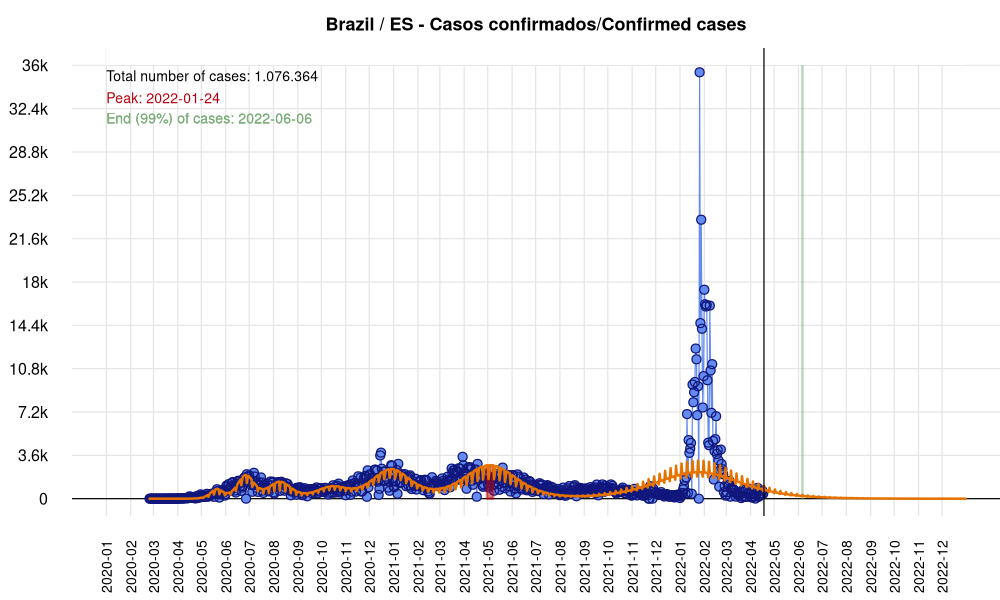 Brazil / ES - Casos confirmados/Confirmed cases
Total number of cases: 1.076.364
Peak: 2022-01-24
End (99%) of cases: 2022-06-06
36k
32.4k
28.8k
25.2k
21.6k
18k
14.4k
10.8k
7.2k
3.6k
0
2020-01
2020-02
2020-03
2020-04
2020-05
2020-06
2020-07
2020-08
2020-09
2020-10
2020-11
2020-12
2021-01
2021-02
2021-03
2021-04
2021-05
2021-06
2021-07
2021-08
2021-09
2021-10
2021-11
2021-12
2022-01
2022-02
2022-03
2022-04
2022-05
2022-06
2022-07
2022-08
2022-09
2022-10
2022-11
2022-12